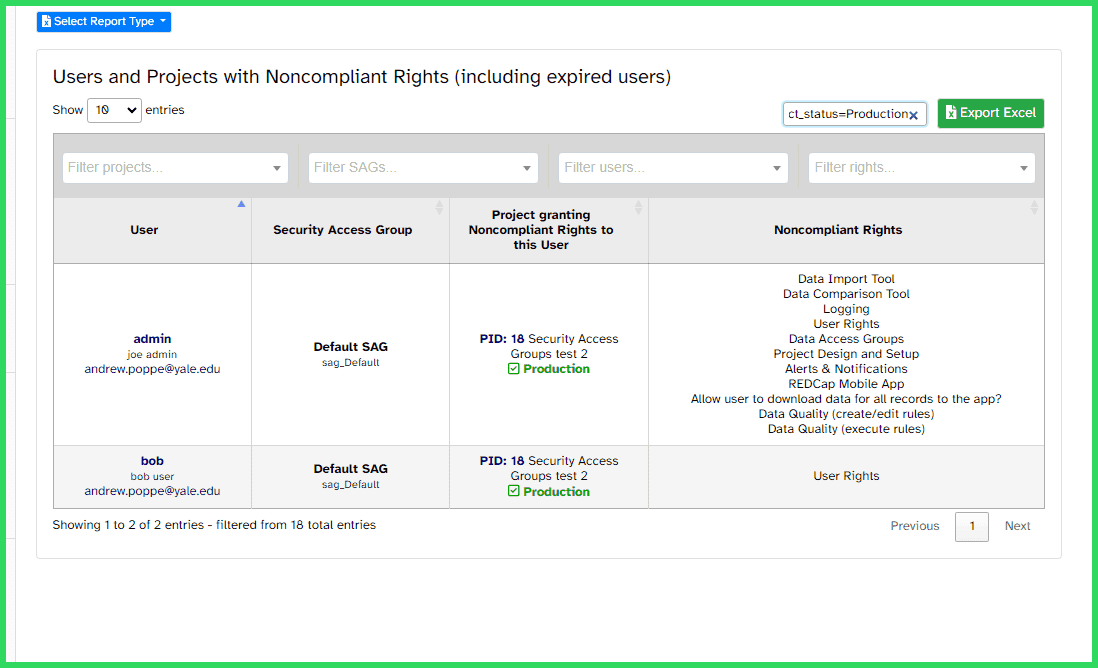 Select Report Type
Users and Projects with Noncompliant Rights (including expired users)
Show 10 entries
ct_status=Production
Export Excel
Filter projects...
Filter SAGs...
Filter users...
Filter rights...
User
Security Access Group
Project granting
Noncompliant Rights to
this User
Noncompliant Rights
admin
joe admin
andrew.poppe@yale.edu
Default SAG
sag_Default
PID: 18 Security Access
Groups test 2
Production
Data Import Tool
Data Comparison Tool
Logging
User Rights
Data Access Groups
Project Design and Setup
Alerts & Notifications
REDCap Mobile App
Allow user to download data for all records to the app?
Data Quality (create/edit rules)
Data Quality (execute rules)
bob
bob user
andrew.poppe@yale.edu
Default SAG
sag_Default
PID: 18 Security Access
Groups test 2
Production
User Rights
Showing 1 to 2 of 2 entries - filtered from 18 total entries
Previous 1 Next